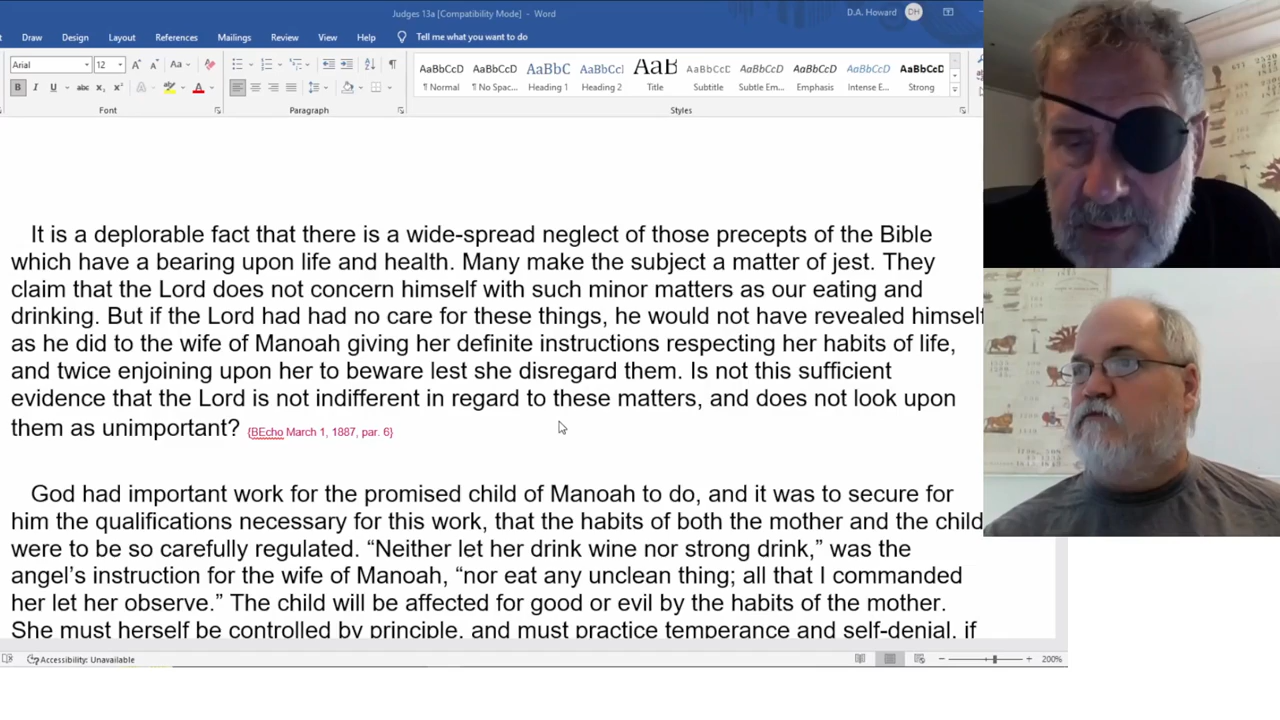 Judges 13a [Compatibility Mode] - Word
D.A. Howard
DH
Draw Design Layout References Mailings Review View Help Tell me what you want to do
Arial 12 A A Aa
B I U abc x₂ x² A A
AaBbCcD AaBbCcD AaBbC AaBbCcI AaB AaBbCcD AaBbCcD AaBbCcD AaBbCcD AaBbCcD
¶ Normal ¶ No Spac... Heading 1 Heading 2 Title Subtitle Subtle Em... Emphasis Intense E... Strong
Font Paragraph Styles
It is a deplorable fact that there is a wide-spread neglect of those precepts of the Bible
which have a bearing upon life and health. Many make the subject a matter of jest. They
claim that the Lord does not concern himself with such minor matters as our eating and
drinking. But if the Lord had had no care for these things, he would not have revealed himself
as he did to the wife of Manoah giving her definite instructions respecting her habits of life,
and twice enjoining upon her to beware lest she disregard them. Is not this sufficient
evidence that the Lord is not indifferent in regard to these matters, and does not look upon
them as unimportant? {BEcho March 1, 1887, par. 6}
God had important work for the promised child of Manoah to do, and it was to secure for
him the qualifications necessary for this work, that the habits of both the mother and the child
were to be so carefully regulated. “Neither let her drink wine nor strong drink,” was the
angel’s instruction for the wife of Manoah, “nor eat any unclean thing; all that I commanded
her let her observe.” The child will be affected for good or evil by the habits of the mother.
She must herself be controlled by principle, and must practice temperance and self-denial, if
Accessibility: Unavailable
200%